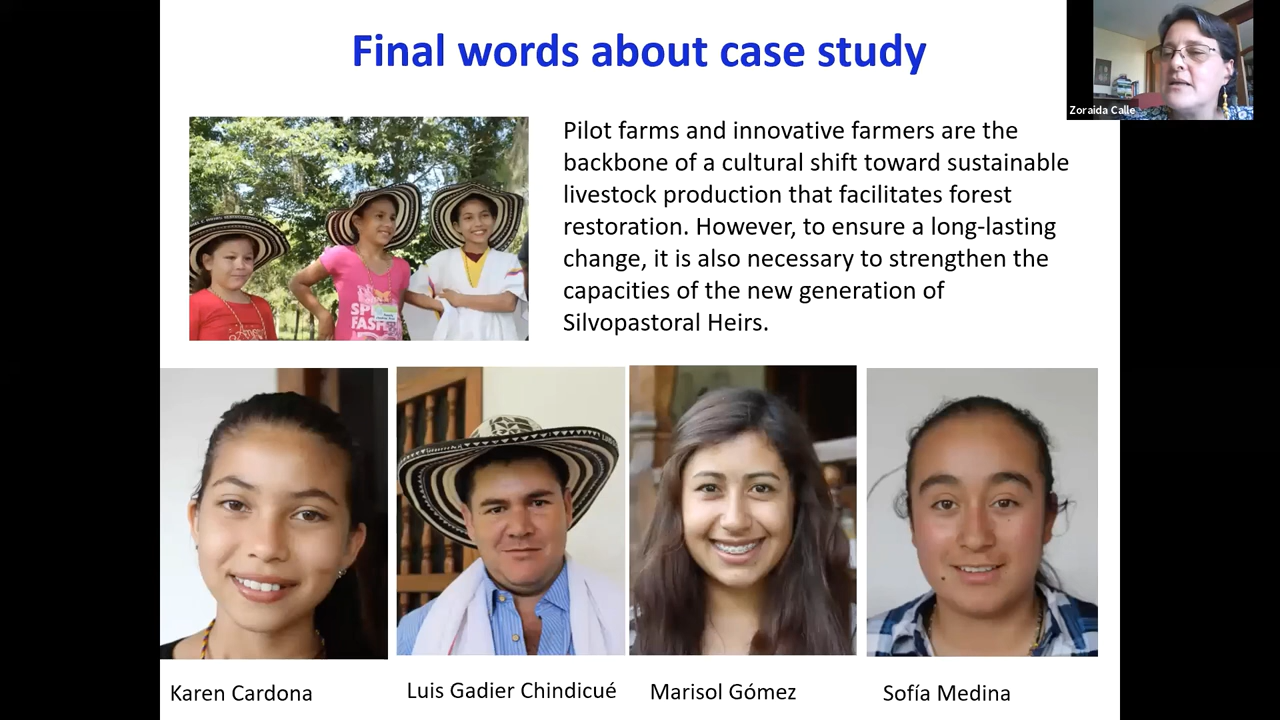 Final words about case study
Zoraida Calle
Pilot farms and innovative farmers are the
backbone of a cultural shift toward sustainable
livestock production that facilitates forest
restoration. However, to ensure a long-lasting
change, it is also necessary to strengthen the
capacities of the new generation of
Silvopastoral Heirs.
Karen Cardona
Luis Gadier Chindicué
Marisol Gómez
Sofía Medina